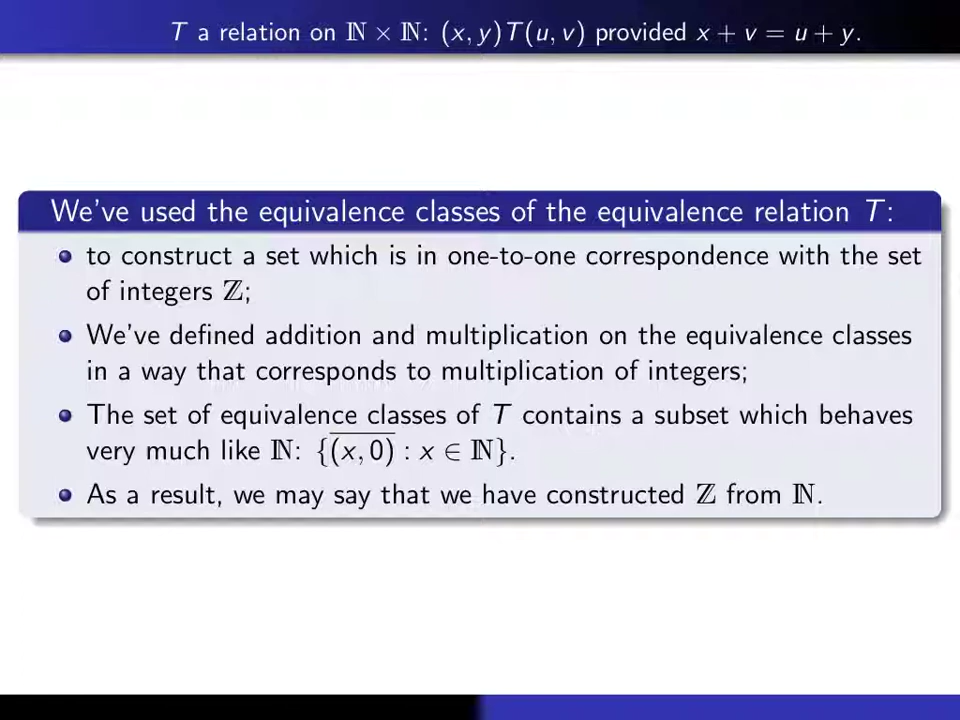 T a relation on ℕ × ℕ: (x, y)T(u, v) provided x + v = u + y.
We've used the equivalence classes of the equivalence relation T:
to construct a set which is in one-to-one correspondence with the set
of integers ℤ;
We've defined addition and multiplication on the equivalence classes
in a way that corresponds to multiplication of integers;
The set of equivalence classes of T contains a subset which behaves
very much like ℕ: {\overline{(x, 0)} : x ∈ ℕ}.
As a result, we may say that we have constructed ℤ from ℕ.